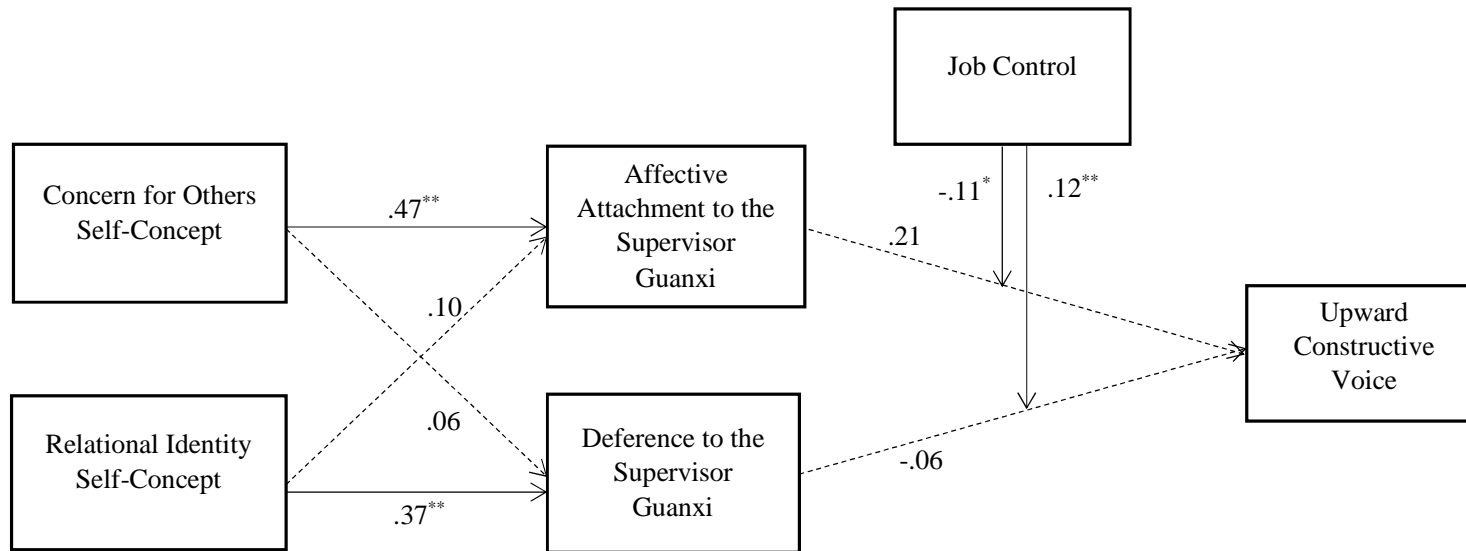 Job Control
Concern for Others
Self-Concept
.47**
Affective
Attachment to the
Supervisor
Guanxi
-.11*
.12**
.21
.10
.06
Upward
Constructive
Voice
Relational Identity
Self-Concept
.37**
Deference to the
Supervisor
Guanxi
-.06